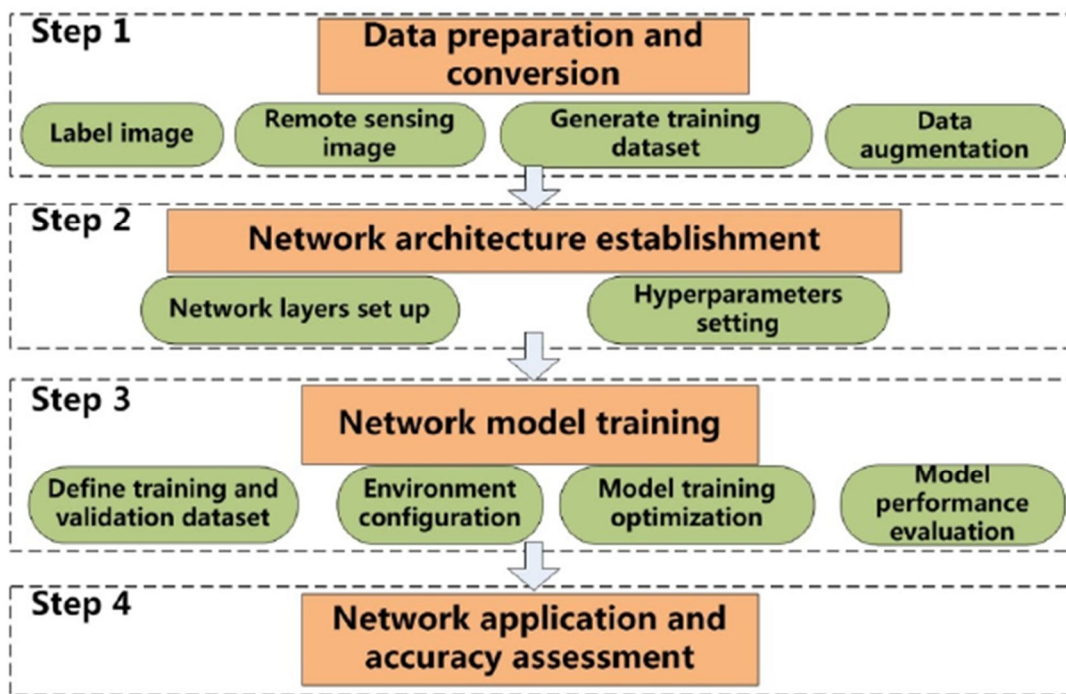 Step 1
Data preparation and
conversion
Label image
Remote sensing
image
Generate training
dataset
Data
augmentation
Step 2
Network architecture establishment
Network layers set up
Hyperparameters
setting
Step 3
Network model training
Define training and
validation dataset
Environment
configuration
Model training
optimization
Model
performance
evaluation
Step 4
Network application and
accuracy assessment